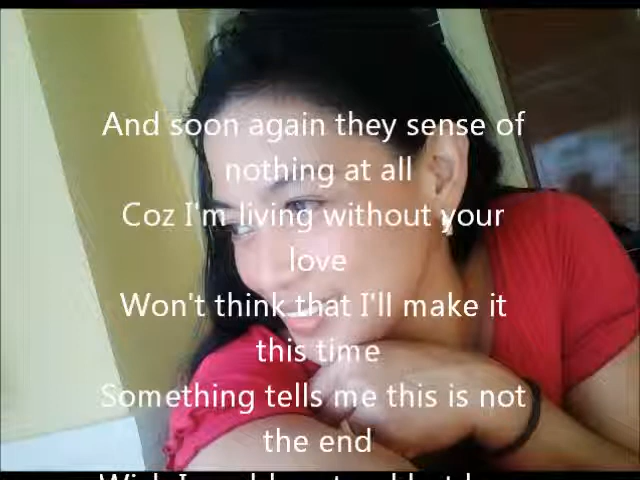 And soon again they sense of
nothing at all
Coz I'm living without your
love
Won't think that I'll make it
this time
Something tells me this is not
the end